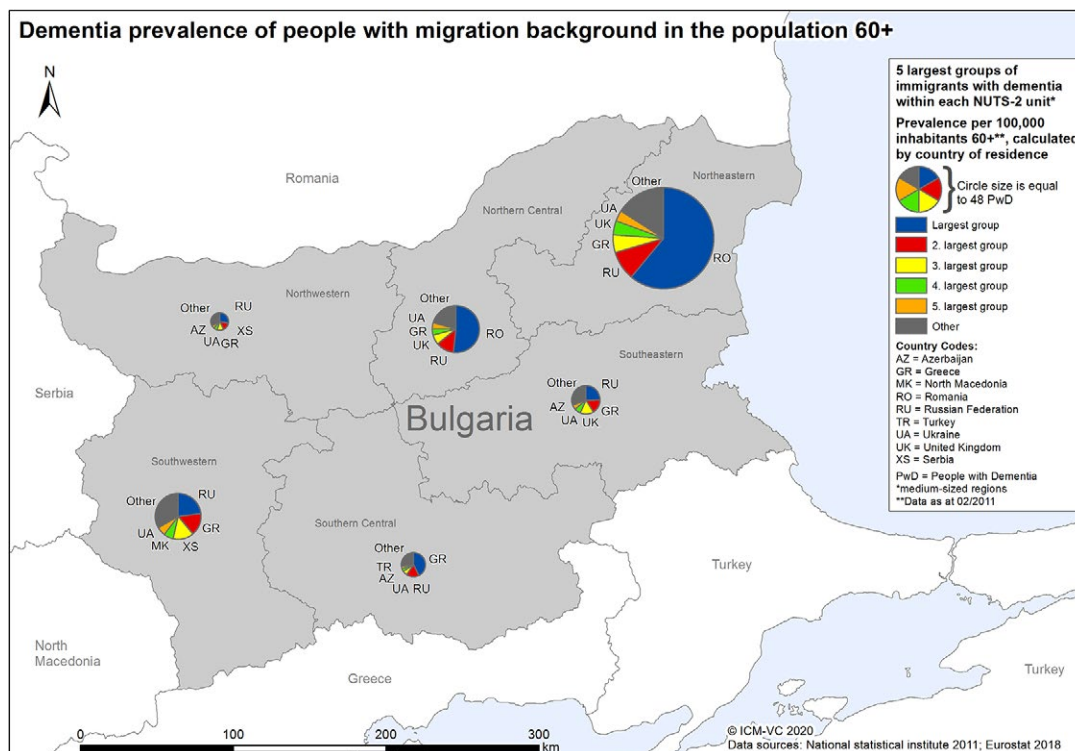 Dementia prevalence of people with migration background in the population 60+
N
5 largest groups of
immigrants with dementia
within each NUTS-2 unit*
Prevalence per 100,000
inhabitants 60+**, calculated
by country of residence
Circle size is equal
to 48 PwD
Largest group
2. largest group
3. largest group
4. largest group
5. largest group
Other
Country Codes:
AZ = Azerbaijan
GR = Greece
MK = North Macedonia
RO = Romania
RU = Russian Federation
TR = Turkey
UA = Ukraine
UK = United Kingdom
XS = Serbia
PwD = People with Dementia
*medium-sized regions
**Data as at 02/2011
Romania
Northern Central
Northeastern
Other
UA
UK
GR
RU
RO
Northwestern
Other
RU
AZ
XS
UA
GR
Other
UA
GR
UK
RU
RO
Southeastern
Other
RU
AZ
GR
UA
UK
Serbia
Bulgaria
Southwestern
Other
RU
UA
GR
MK
XS
Southern Central
Other
GR
TR
AZ
UA
RU
Turkey
North
Macedonia
Greece
Turkey
0
100
200
300
km
© ICM-VC 2020
Data sources: National statistical institute 2011; Eurostat 2018